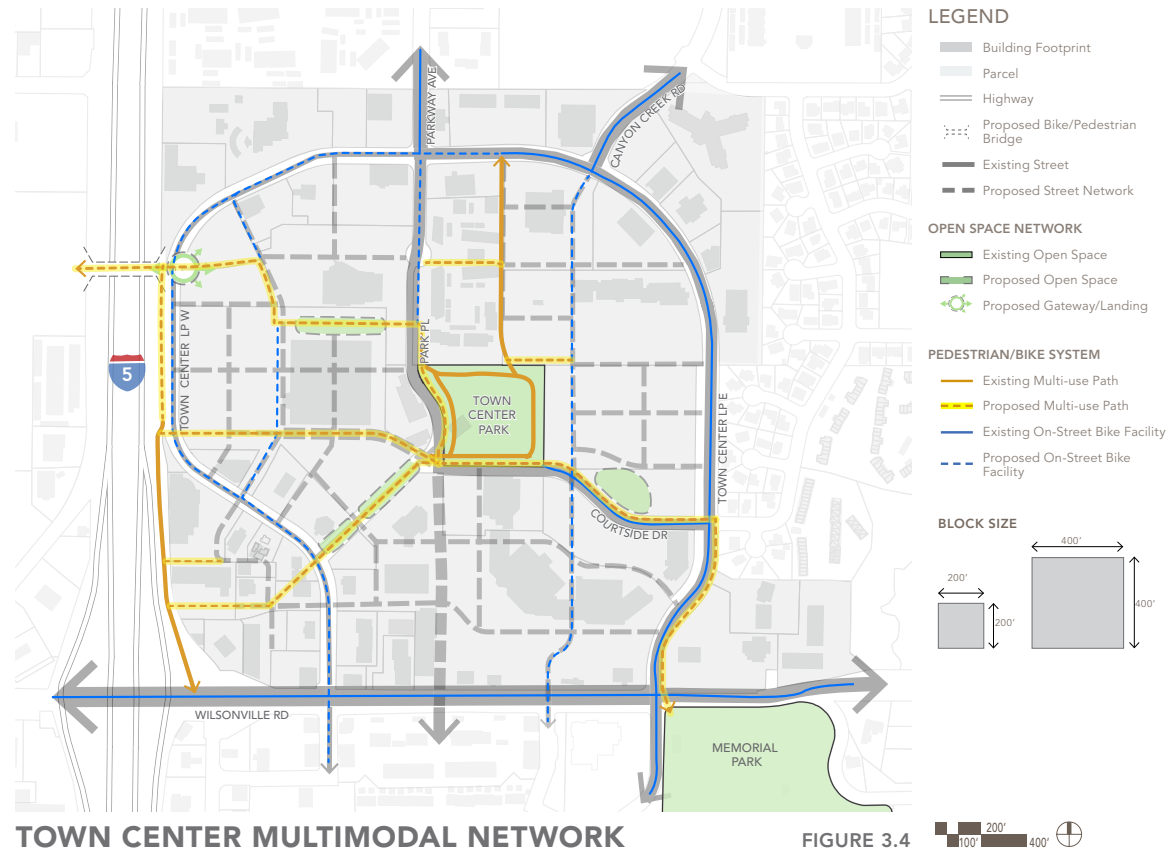 LEGEND
Building Footprint
Parcel
Highway
Proposed Bike/Pedestrian
Bridge
Existing Street
Proposed Street Network
OPEN SPACE NETWORK
Existing Open Space
Proposed Open Space
Proposed Gateway/Landing
PEDESTRIAN/BIKE SYSTEM
Existing Multi-use Path
Proposed Multi-use Path
Existing On-Street Bike Facility
Proposed On-Street Bike
Facility
BLOCK SIZE
400'
200'
200'
400'
PARKWAY AVE
CANYON CREEK RD
TOWN CENTER LP W
PARK PL
5
TOWN
CENTER
PARK
TOWN CENTER LP E
COURTSIDE DR
WILSONVILLE RD
MEMORIAL
PARK
TOWN CENTER MULTIMODAL NETWORK
FIGURE 3.4
200'
100'
400'